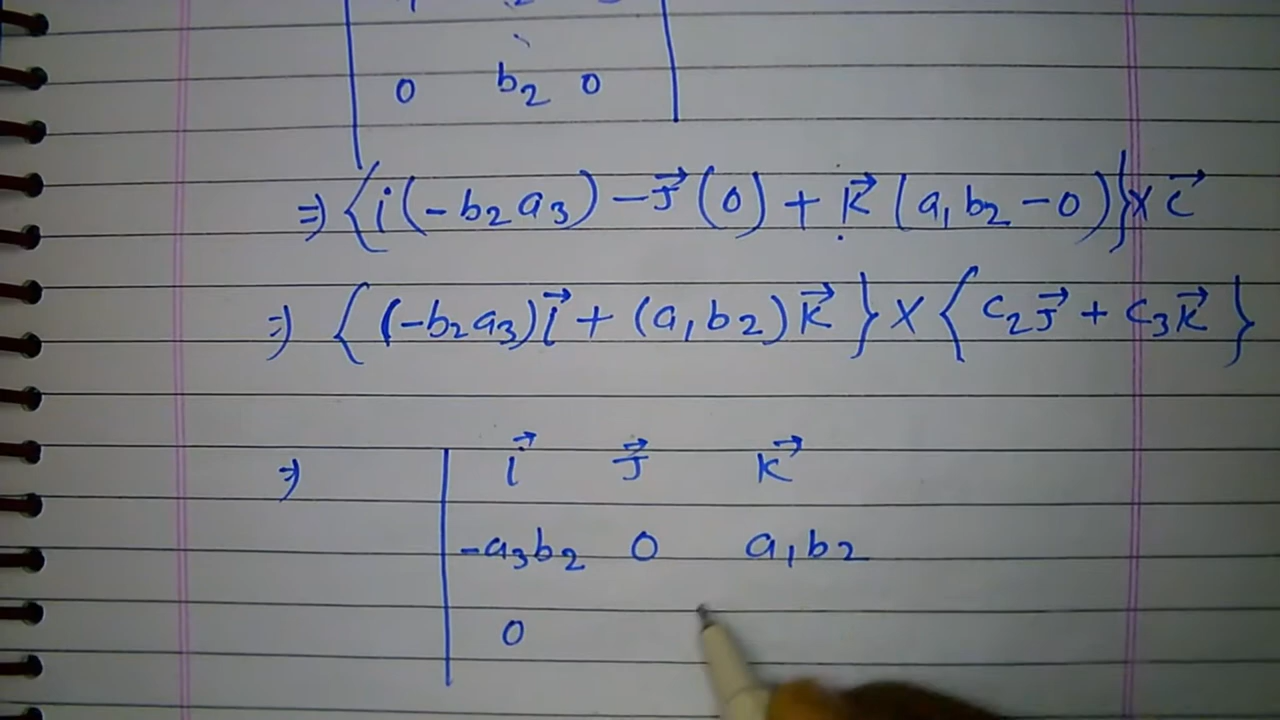 0 b₂ 0
⇒ {i(-b₂a₃) - J⃗(0) + K⃗(a₁b₂-0)} × C⃗
⇒ {(-b₂a₃)i⃗ + (a₁b₂)K⃗} × {C₂J⃗ + C₃K⃗}
⇒ | i⃗ J⃗ K⃗
-a₃b₂ 0 a₁b₂
0